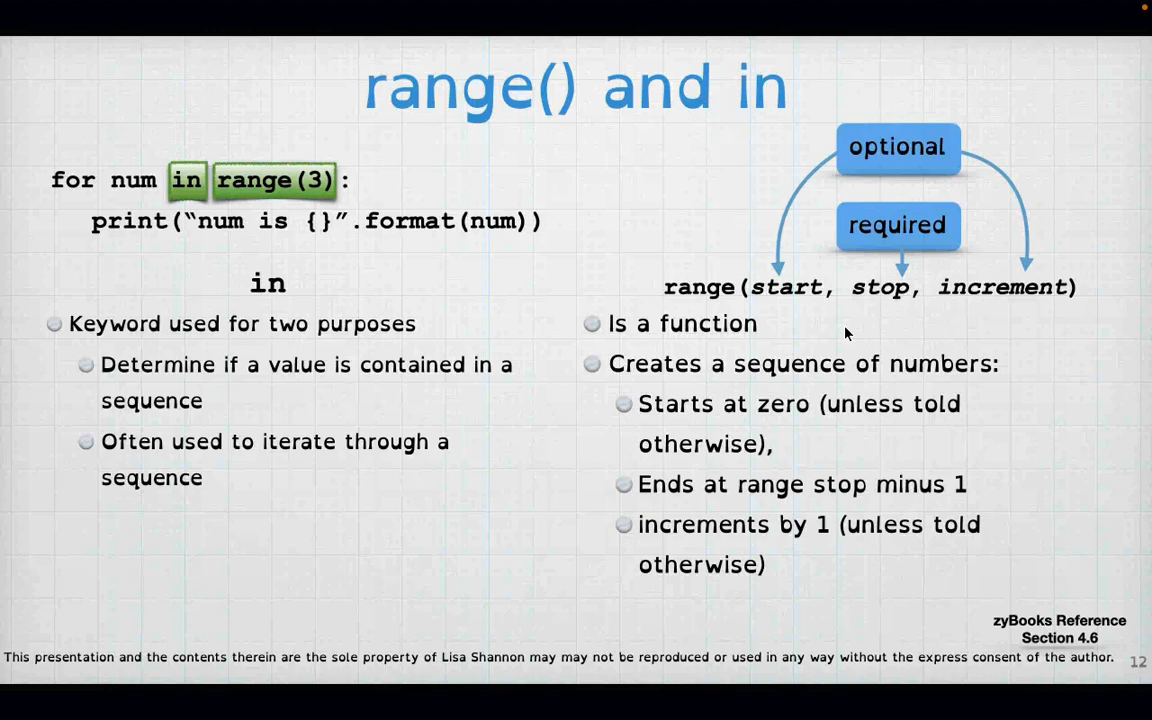 range() and in
for num in range(3):
print(“num is {}”.format(num))
in
Keyword used for two purposes
Determine if a value is contained in a
sequence
Often used to iterate through a
sequence
optional
required
range(start, stop, increment)
Is a function
Creates a sequence of numbers:
Starts at zero (unless told
otherwise),
Ends at range stop minus 1
increments by 1 (unless told
otherwise)
zyBooks Reference
Section 4.6
This presentation and the contents therein are the sole property of Lisa Shannon may may not be reproduced or used in any way without the express consent of the author.
12